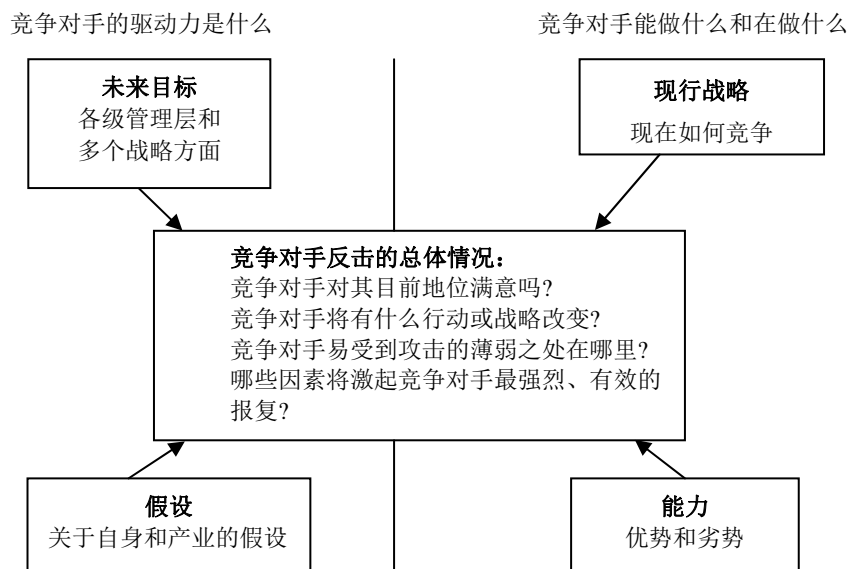 竞争对手的驱动力是什么
竞争对手能做什么和在做什么
未来目标
各级管理层和
多个战略方面
现行战略
现在如何竞争
竞争对手反击的总体情况：
竞争对手对其目前地位满意吗?
竞争对手将有什么行动或战略改变?
竞争对手易受到攻击的薄弱之处在哪里?
哪些因素将激起竞争对手最强烈、有效的
报复?
假设
关于自身和产业的假设
能力
优势和劣势